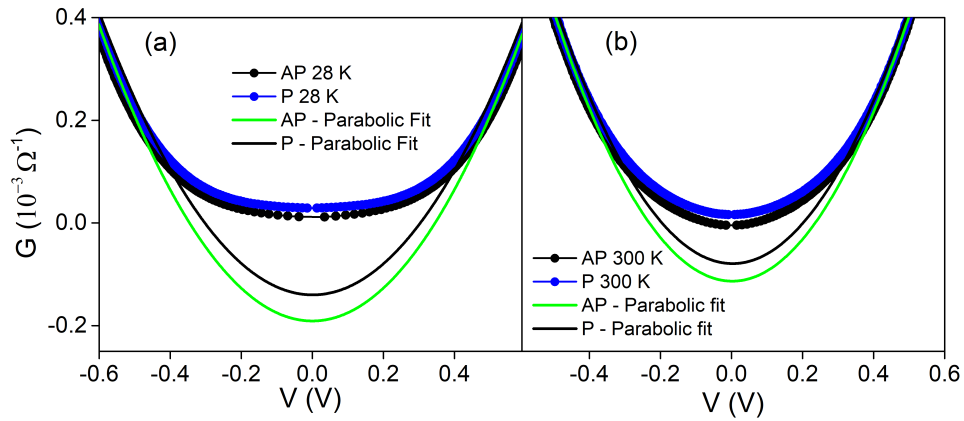 (a)
AP 28 K
P 28 K
AP - Parabolic Fit
P - Parabolic Fit
(b)
AP 300 K
P 300 K
AP - Parabolic fit
P - Parabolic fit
G (10⁻³ Ω⁻¹)
0.4
0.2
0.0
-0.2
-0.6 -0.4 -0.2 0.0 0.2 0.4
-0.4 -0.2 0.0 0.2 0.4 0.6
V (V)
V (V)